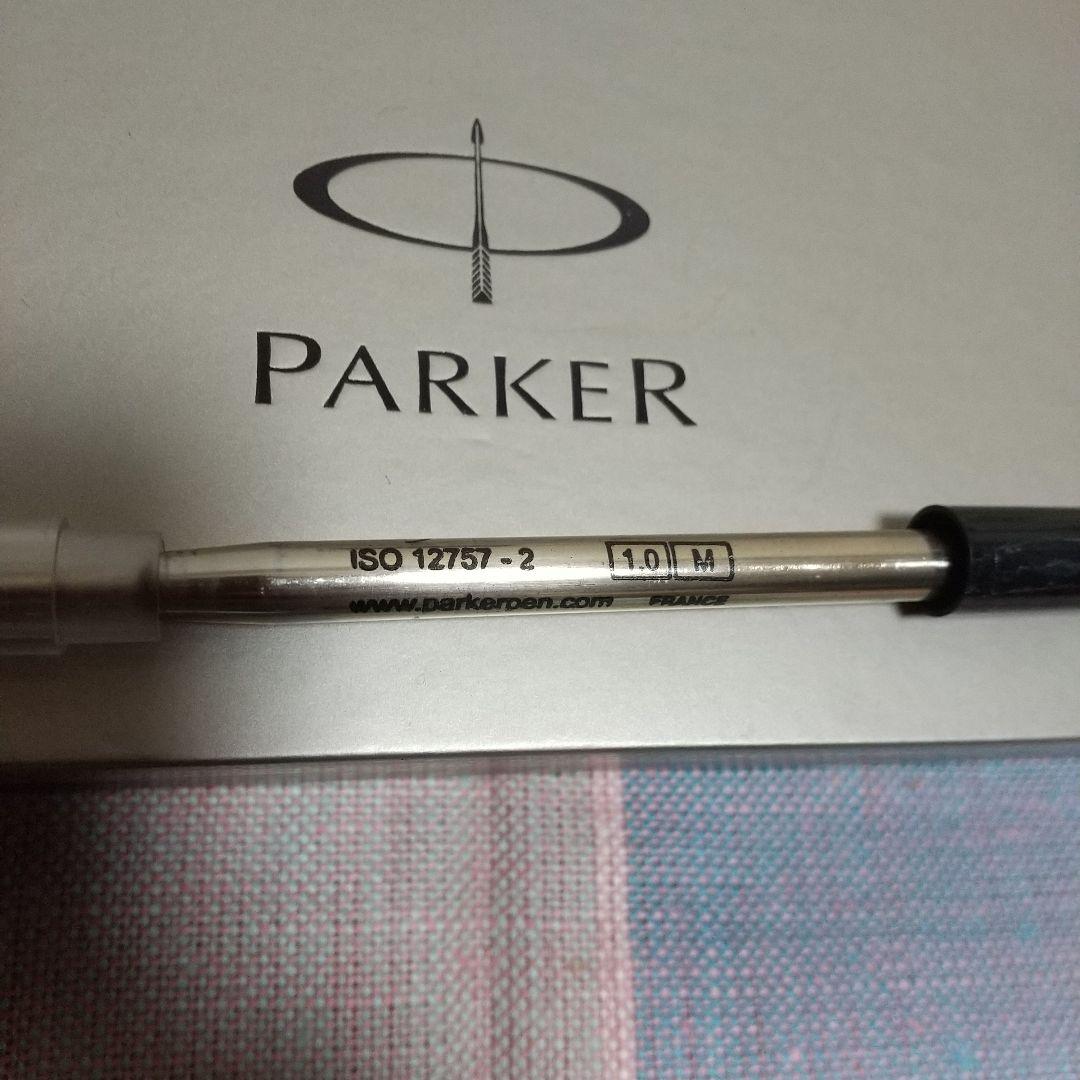 PARKER
ISO 12757 - 2 1.0 M
www.parkerpen.com FRANCE